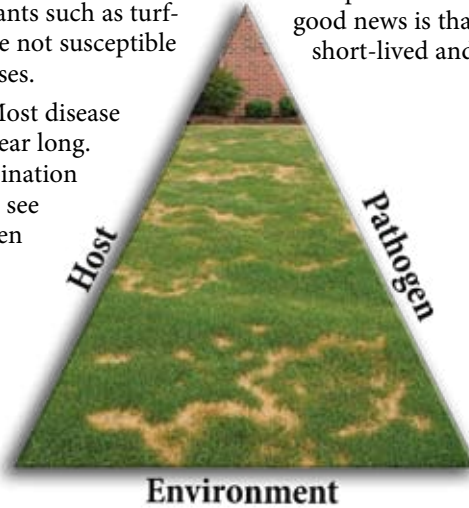 ants such as turf-
e not susceptible
ses.
Most disease
ear long.
ination
see
en
good news is tha
short-lived and
Host
Pathogen
Environment